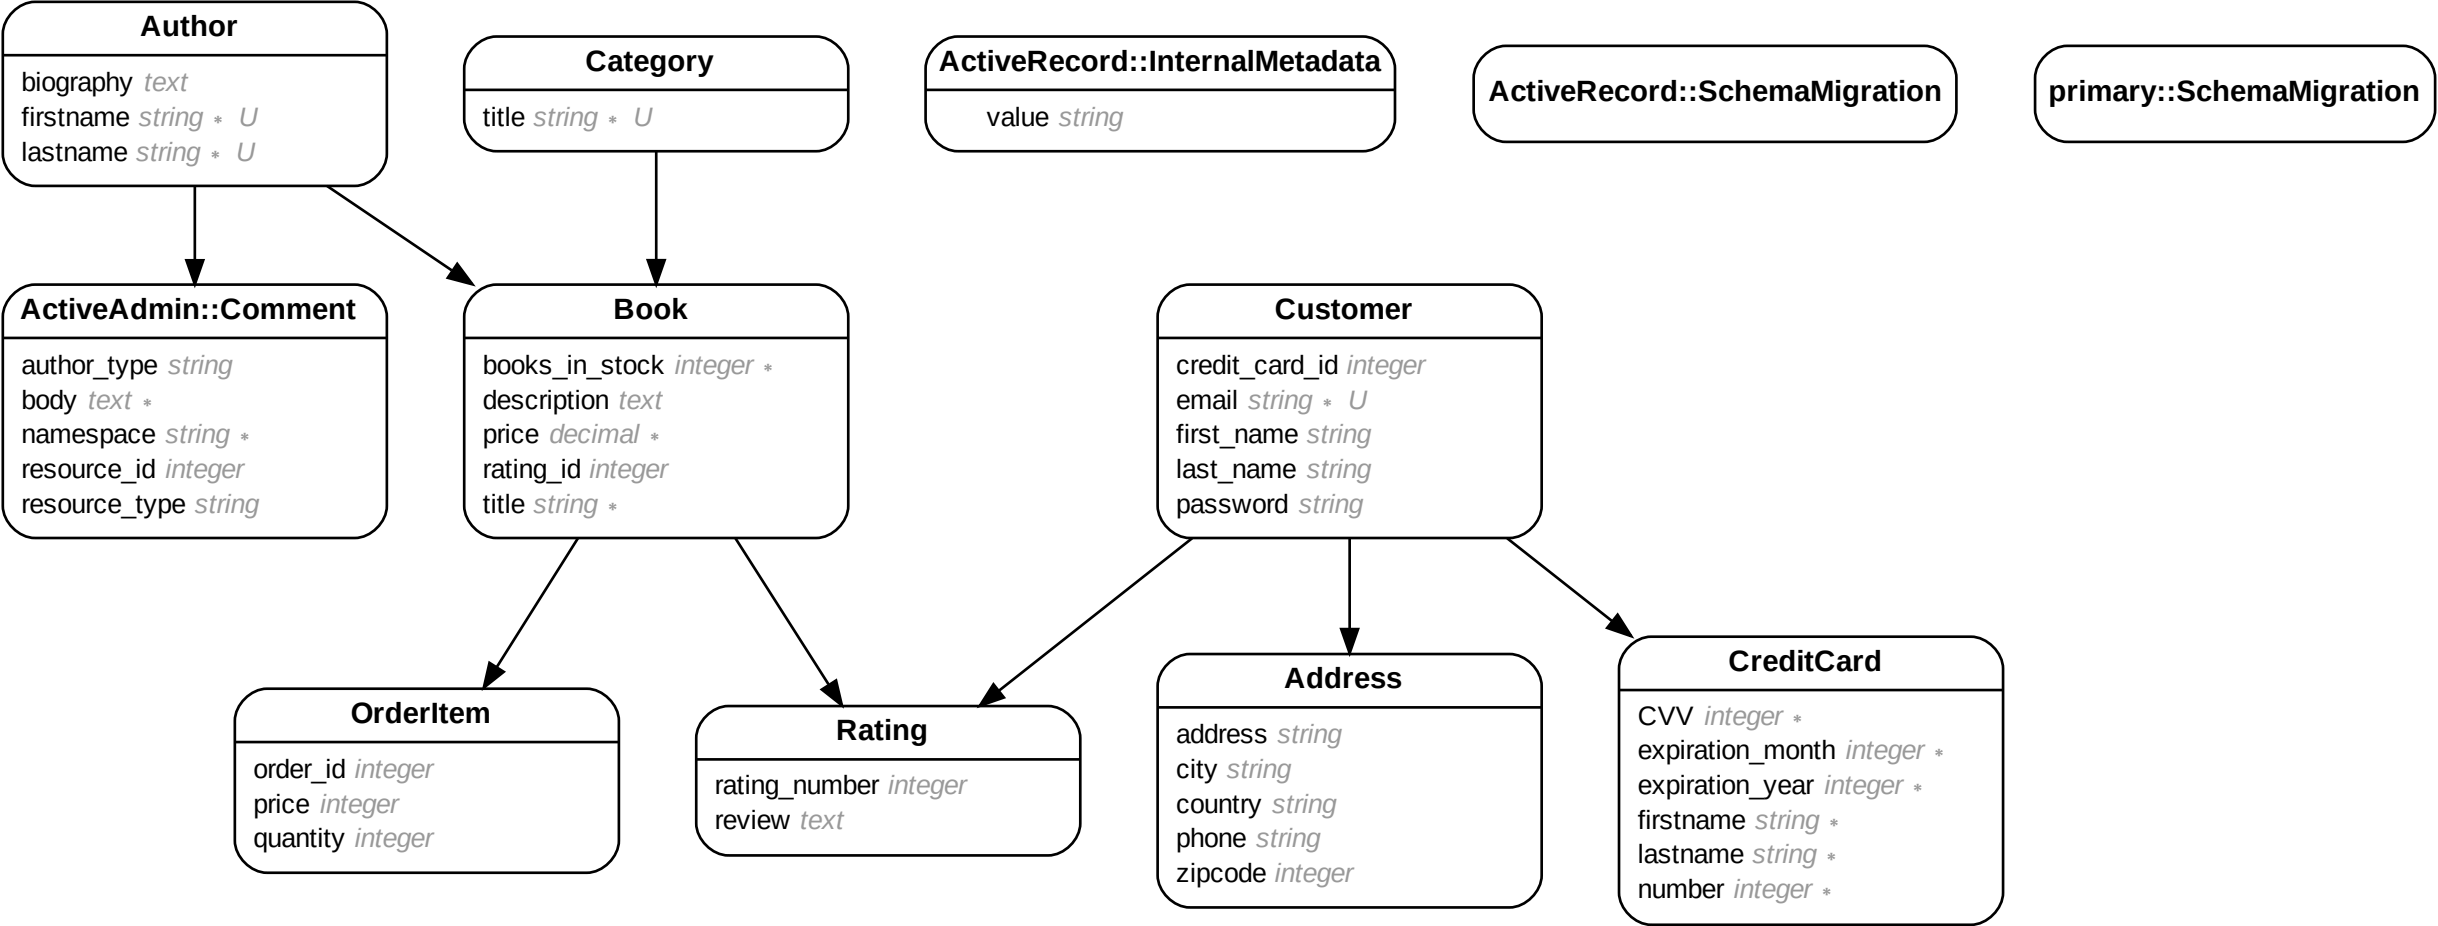 Author
biography text
firstname string * U
lastname string * U
Category
title string * U
ActiveRecord::InternalMetadata
value string
ActiveRecord::SchemaMigration
primary::SchemaMigration
ActiveAdmin::Comment
author_type string
body text *
namespace string *
resource_id integer
resource_type string
Book
books_in_stock integer *
description text
price decimal *
rating_id integer
title string *
Customer
credit_card_id integer
email string * U
first_name string
last_name string
password string
OrderItem
order_id integer
price integer
quantity integer
Rating
rating_number integer
review text
Address
address string
city string
country string
phone string
zipcode integer
CreditCard
CVV integer *
expiration_month integer *
expiration_year integer *
firstname string *
lastname string *
number integer *